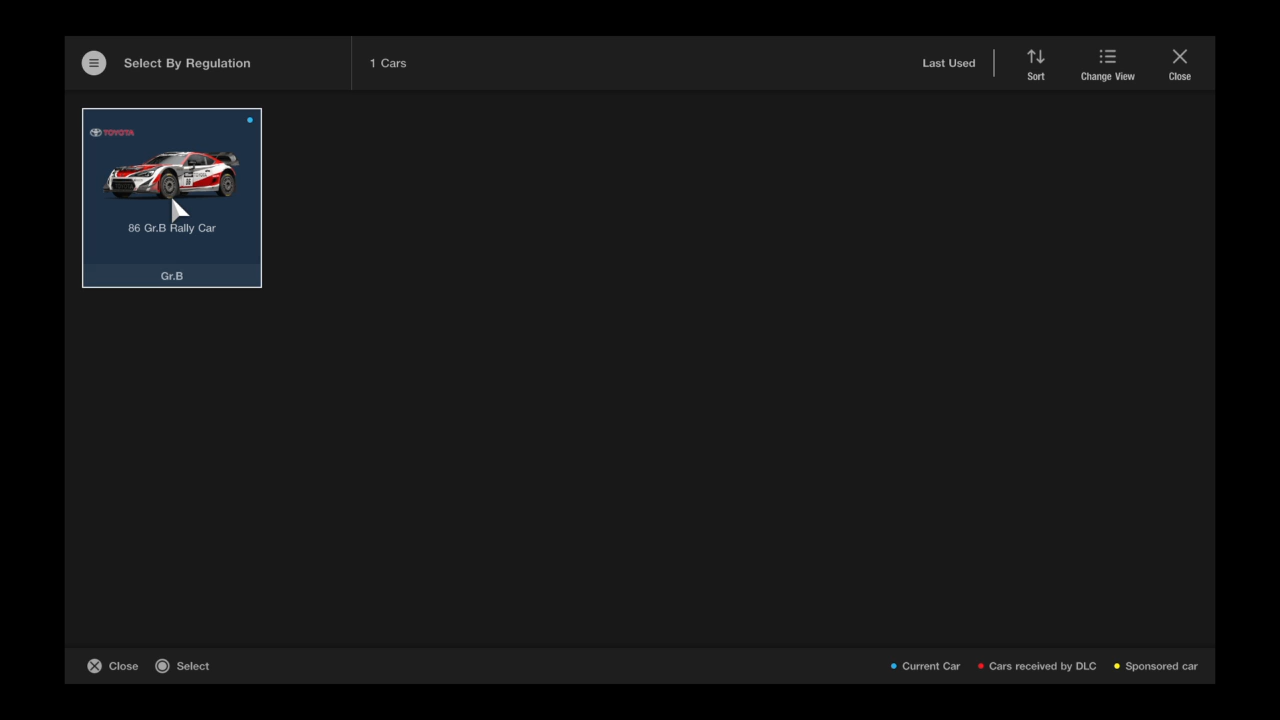 Select By Regulation
1 Cars
Last Used
Sort
Change View
Close
TOYOTA
86 Gr.B Rally Car
Gr.B
Close
Select
Current Car
Cars received by DLC
Sponsored car